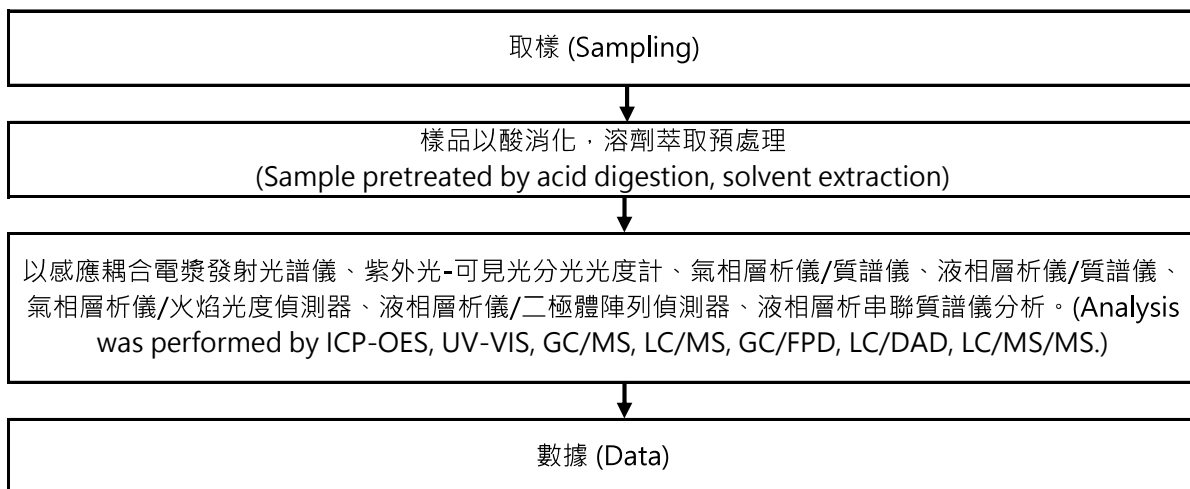 取樣 (Sampling)
樣品以酸消化，溶劑萃取預處理
(Sample pretreated by acid digestion, solvent extraction)
以感應耦合電漿發射光譜儀、紫外光-可見光分光光度計、氣相層析儀/質譜儀、液相層析儀/質譜儀、
氣相層析儀/火焰光度偵測器、液相層析儀/二極體陣列偵測器、液相層析串聯質譜儀分析。(Analysis
was performed by ICP-OES, UV-VIS, GC/MS, LC/MS, GC/FPD, LC/DAD, LC/MS/MS.)
數據 (Data)